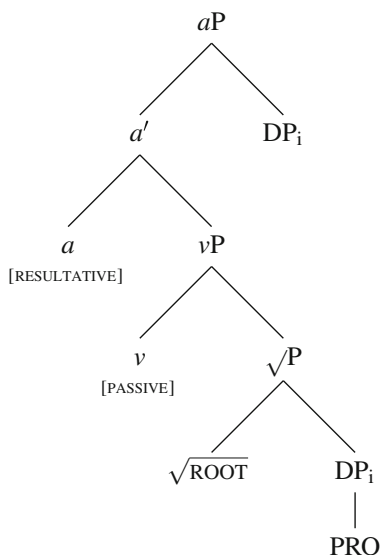 aP
a′ DPᵢ
a vP
[RESULTATIVE]
v √P
[PASSIVE]
√ROOT DPᵢ
PRO